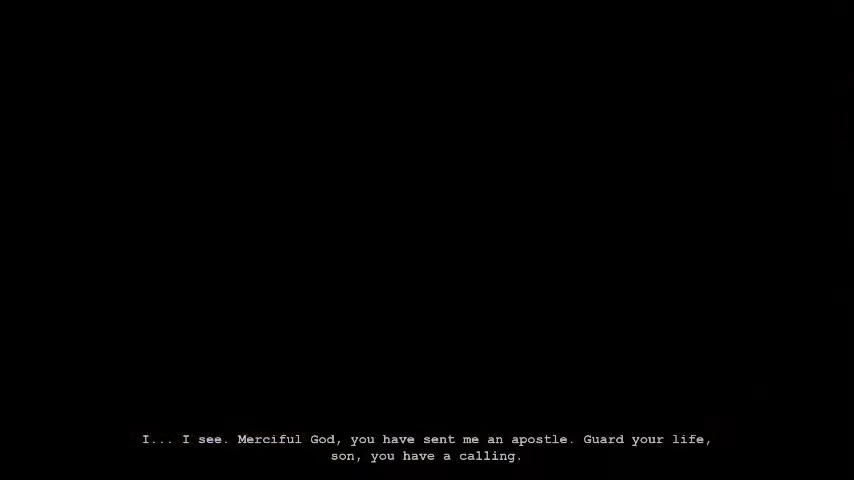 I... I see. Merciful God, you have sent me an apostle. Guard your life,
son, you have a calling.